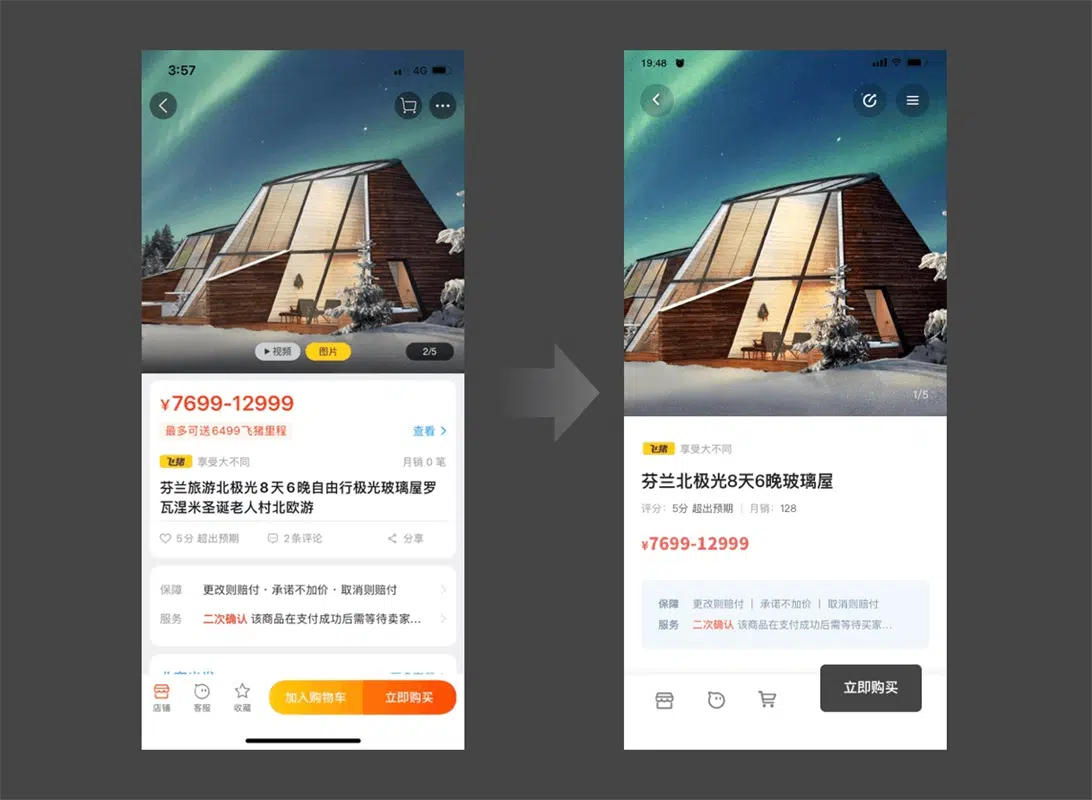 3:57
4G
视频
图片
2/5
¥7699-12999
最多可送6499飞猪里程
查看
飞猪 享受大不同
月销 0 笔
芬兰旅游北极光8天6晚自由行极光玻璃屋罗
瓦涅米圣诞老人村北欧游
5分 超出预期
2条评论
分享
保障 更改则赔付・承诺不加价・取消则赔付
服务 二次确认 该商品在支付成功后需等待卖家...
店铺
客服
收藏
加入购物车
立即购买
19:48
1/5
飞猪 享受大不同
芬兰北极光8天6晚玻璃屋
评分: 5分 超出预期 | 月销: 128
¥7699-12999
保障 更改则赔付 | 承诺不加价 | 取消则赔付
服务 二次确认 该商品在支付成功后需等待买家...
立即购买